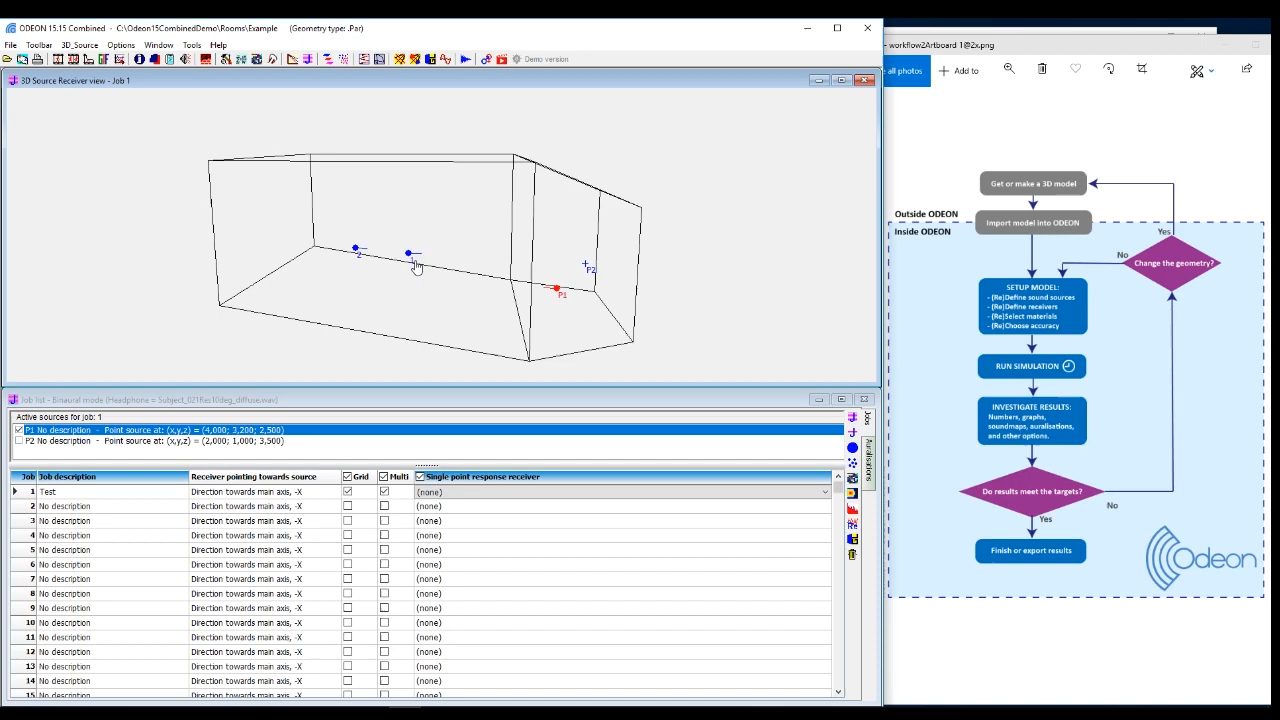 ODEON 15.15 Combined - C:\Odeon15CombinedDemo\Rooms\Example (Geometry type: .Par)
File Toolbar 3D_Source Options Window Tools Help
Demo version
3D Source Receiver view - Job 1
2
1
P2
P1
Job list - Binaural mode (Headphone = Subject_021Res10deg_diffuse.wav)
Active sources for job: 1
P1 No description - Point source at: (x,y,z) = (4,000; 3,200; 2,500)
P2 No description - Point source at: (x,y,z) = (2,000; 1,000; 3,500)
Jobs
Auralisations
Job Job description Receiver pointing towards source Grid Multi Single point response receiver
1 Test Direction towards main axis, -X (none)
2 No description Direction towards main axis, -X (none)
3 No description Direction towards main axis, -X (none)
4 No description Direction towards main axis, -X (none)
5 No description Direction towards main axis, -X (none)
6 No description Direction towards main axis, -X (none)
7 No description Direction towards main axis, -X (none)
8 No description Direction towards main axis, -X (none)
9 No description Direction towards main axis, -X (none)
10 No description Direction towards main axis, -X (none)
11 No description Direction towards main axis, -X (none)
12 No description Direction towards main axis, -X (none)
13 No description Direction towards main axis, -X (none)
14 No description Direction towards main axis, -X (none)
15 No description Direction towards main axis, -X (none)
- workflow2Artboard 1@2x.png
e all photos
Add to
Get or make a 3D model
Outside ODEON
Import model into ODEON
Inside ODEON
Yes
No
Change the geometry?
SETUP MODEL:
- (Re)Define sound sources
- (Re)Define receivers
- (Re)Select materials
- (Re)Choose accuracy
RUN SIMULATION
INVESTIGATE RESULTS:
Numbers, graphs,
soundmaps, auralisations,
and other options.
Do results meet the targets?
No
Yes
Finish or export results
Odeon